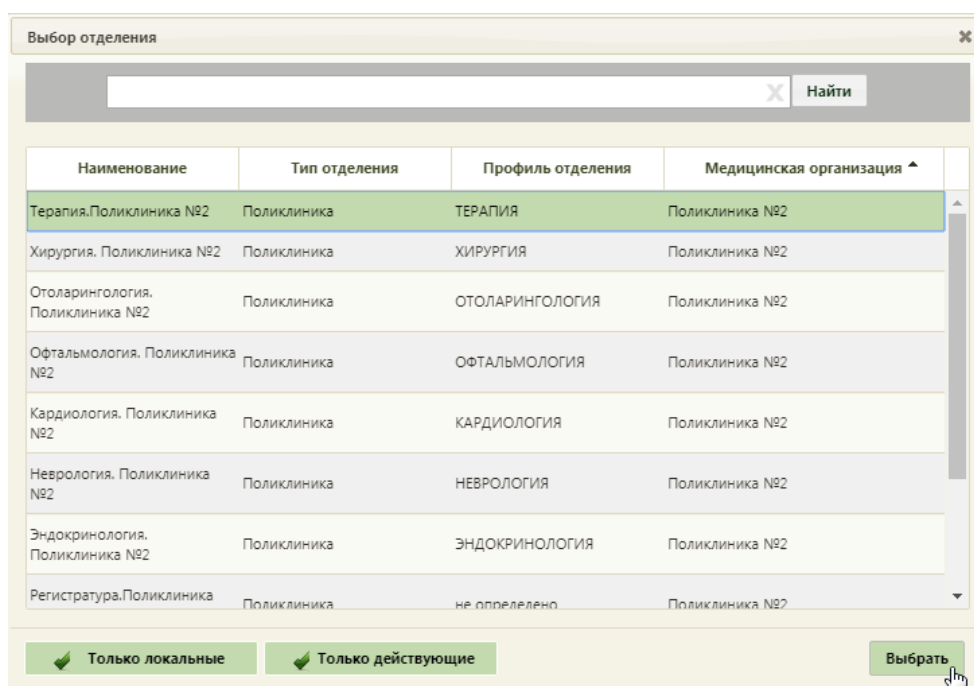 Выбор отделения
Найти
Наименование Тип отделения Профиль отделения Медицинская организация
Терапия.Поликлиника №2 Поликлиника ТЕРАПИЯ Поликлиника №2
Хирургия. Поликлиника №2 Поликлиника ХИРУРГИЯ Поликлиника №2
Отоларингология.
Поликлиника №2 Поликлиника ОТОЛАРИНГОЛОГИЯ Поликлиника №2
Офтальмология. Поликлиника
№2 Поликлиника ОФТАЛЬМОЛОГИЯ Поликлиника №2
Кардиология. Поликлиника
№2 Поликлиника КАРДИОЛОГИЯ Поликлиника №2
Неврология. Поликлиника
№2 Поликлиника НЕВРОЛОГИЯ Поликлиника №2
Эндокринология.
Поликлиника №2 Поликлиника ЭНДОКРИНОЛОГИЯ Поликлиника №2
Регистратура.Поликлиника
Поликлиника не определено Поликлиника №2
Только локальные Только действующие Выбрать